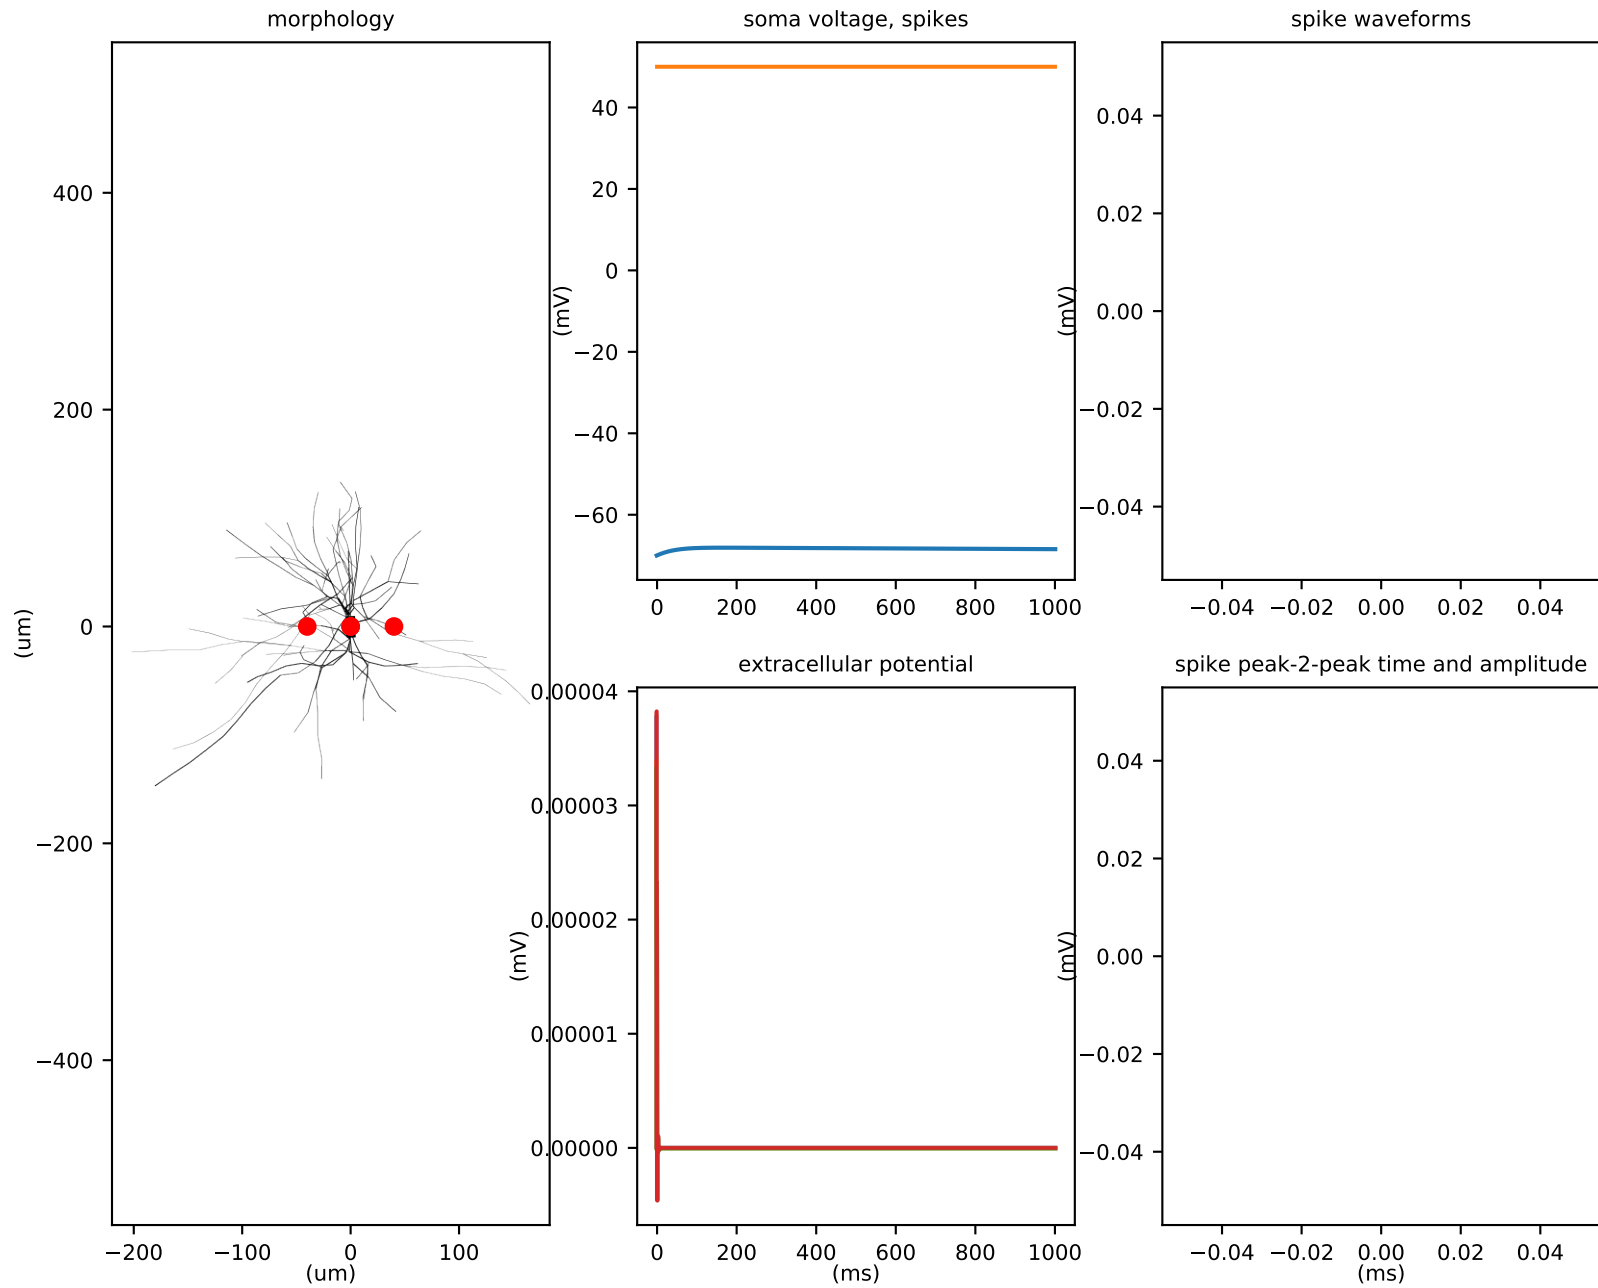 morphology
soma voltage, spikes
spike waveforms
400
200
0
−200
−400
(um)
−200 −100 0 100
(um)
40
20
0
−20
−40
−60
(mV)
0 200 400 600 800 1000
0.04
0.02
0.00
−0.02
−0.04
(mV)
−0.04 −0.02 0.00 0.02 0.04
extracellular potential
spike peak-2-peak time and amplitude
0.00004
0.00003
0.00002
0.00001
0.00000
(mV)
0 200 400 600 800 1000
(ms)
0.04
0.02
0.00
−0.02
−0.04
(mV)
−0.04 −0.02 0.00 0.02 0.04
(ms)